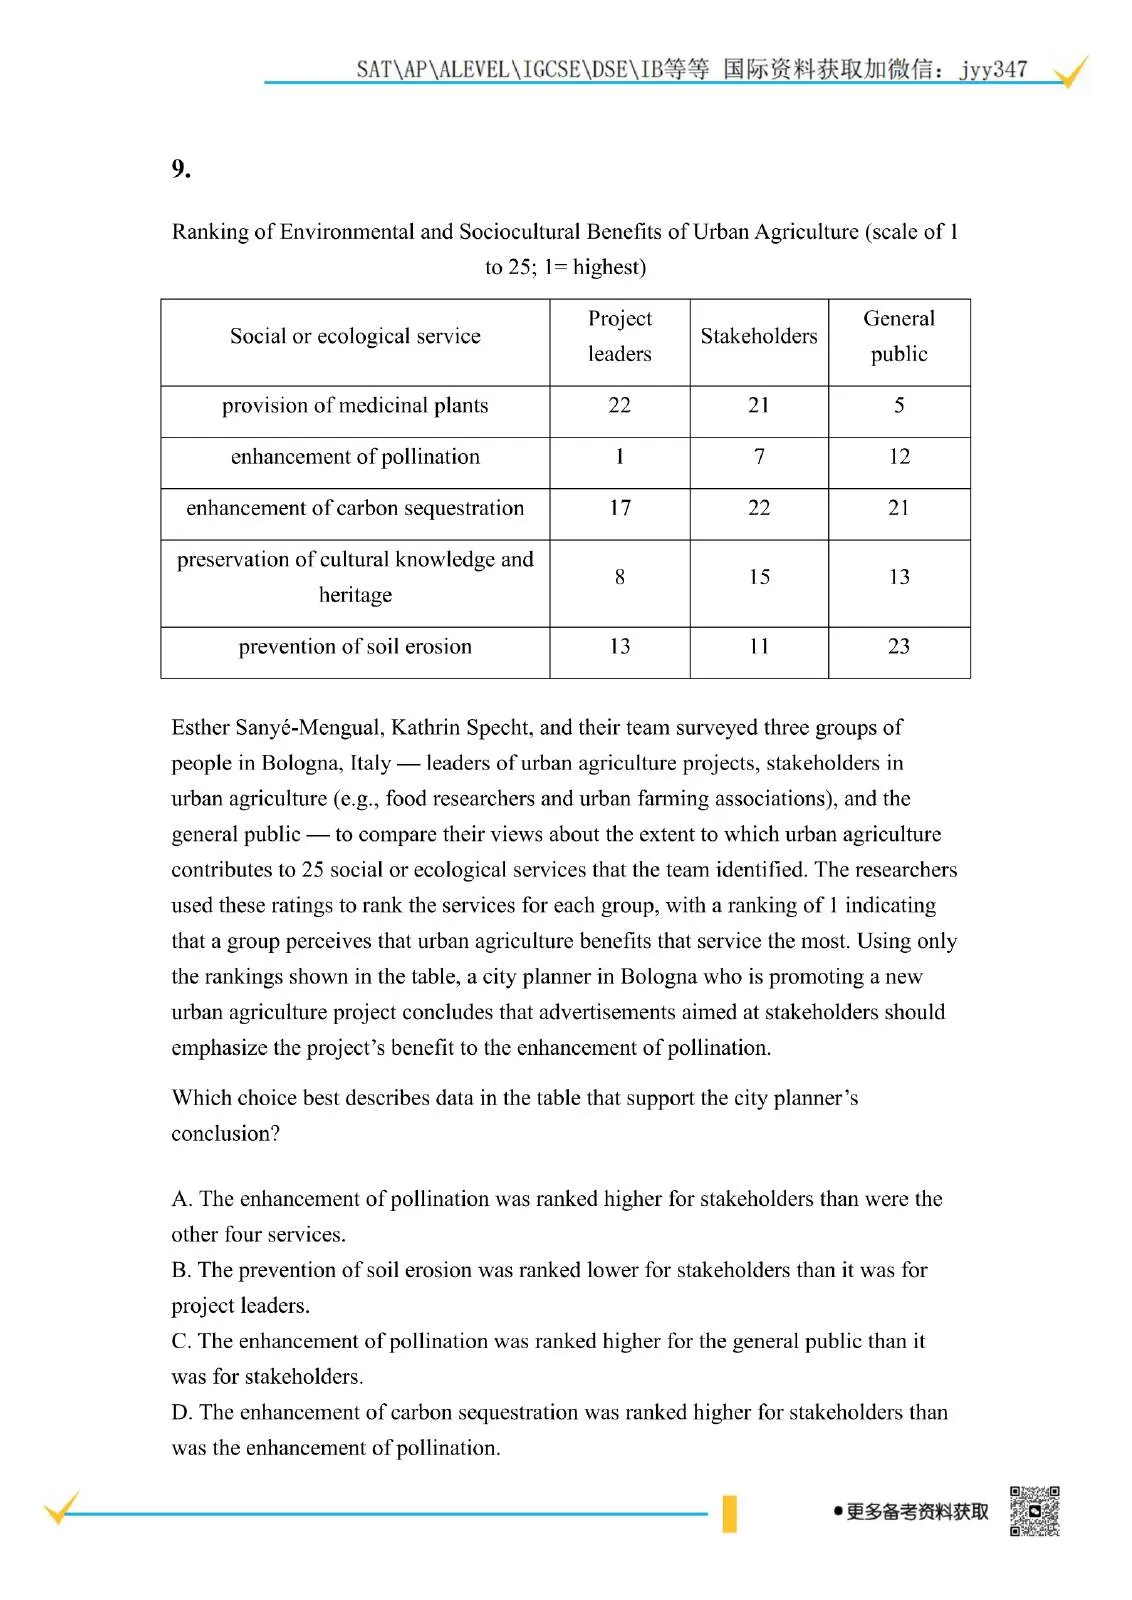 SAT\AP\ALEVEL\IGCSE\DSE\IB等等 国际资料获取加微信：jyy347
9.
Ranking of Environmental and Sociocultural Benefits of Urban Agriculture (scale of 1
to 25; 1= highest)
Social or ecological service
Project
leaders
Stakeholders
General
public
provision of medicinal plants 22 21 5
enhancement of pollination 1 7 12
enhancement of carbon sequestration 17 22 21
preservation of cultural knowledge and
heritage
8 15 13
prevention of soil erosion 13 11 23
Esther Sanyé-Mengual, Kathrin Specht, and their team surveyed three groups of
people in Bologna, Italy — leaders of urban agriculture projects, stakeholders in
urban agriculture (e.g., food researchers and urban farming associations), and the
general public — to compare their views about the extent to which urban agriculture
contributes to 25 social or ecological services that the team identified. The researchers
used these ratings to rank the services for each group, with a ranking of 1 indicating
that a group perceives that urban agriculture benefits that service the most. Using only
the rankings shown in the table, a city planner in Bologna who is promoting a new
urban agriculture project concludes that advertisements aimed at stakeholders should
emphasize the project’s benefit to the enhancement of pollination.
Which choice best describes data in the table that support the city planner’s
conclusion?
A. The enhancement of pollination was ranked higher for stakeholders than were the
other four services.
B. The prevention of soil erosion was ranked lower for stakeholders than it was for
project leaders.
C. The enhancement of pollination was ranked higher for the general public than it
was for stakeholders.
D. The enhancement of carbon sequestration was ranked higher for stakeholders than
was the enhancement of pollination.
•更多备考资料获取